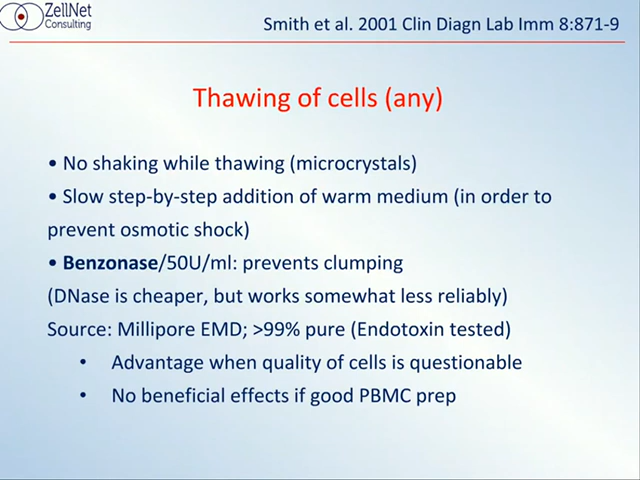 ZellNet
Consulting
Smith et al. 2001 Clin Diagn Lab Imm 8:871-9
Thawing of cells (any)
• No shaking while thawing (microcrystals)
• Slow step-by-step addition of warm medium (in order to
prevent osmotic shock)
• Benzonase/50U/ml: prevents clumping
(DNase is cheaper, but works somewhat less reliably)
Source: Millipore EMD; >99% pure (Endotoxin tested)
• Advantage when quality of cells is questionable
• No beneficial effects if good PBMC prep